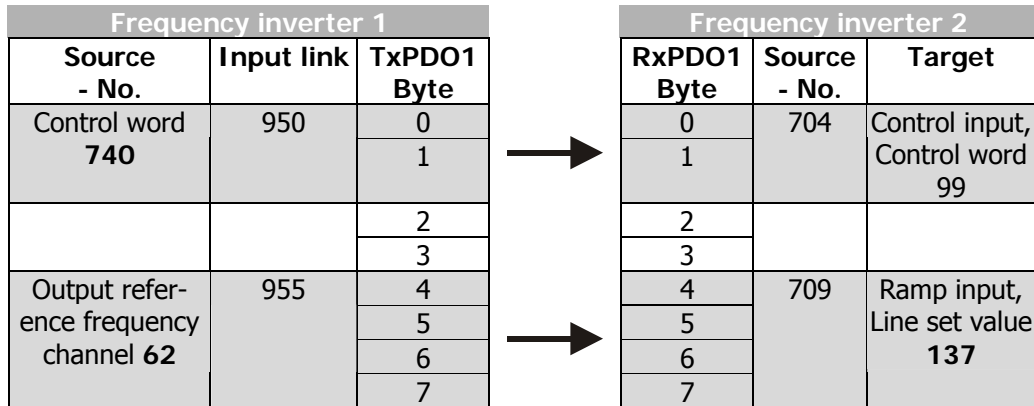 Frequency inverter 1
Source - No. Input link TxPDO1 Byte
Control word 740 950 0
1
2
3
Output refer-ence frequency channel 62 955 4
5
6
7
Frequency inverter 2
RxPDO1 Byte Source - No. Target
0 704 Control input, Control word 99
1
2
3
4 709 Ramp input, Line set value 137
5
6
7